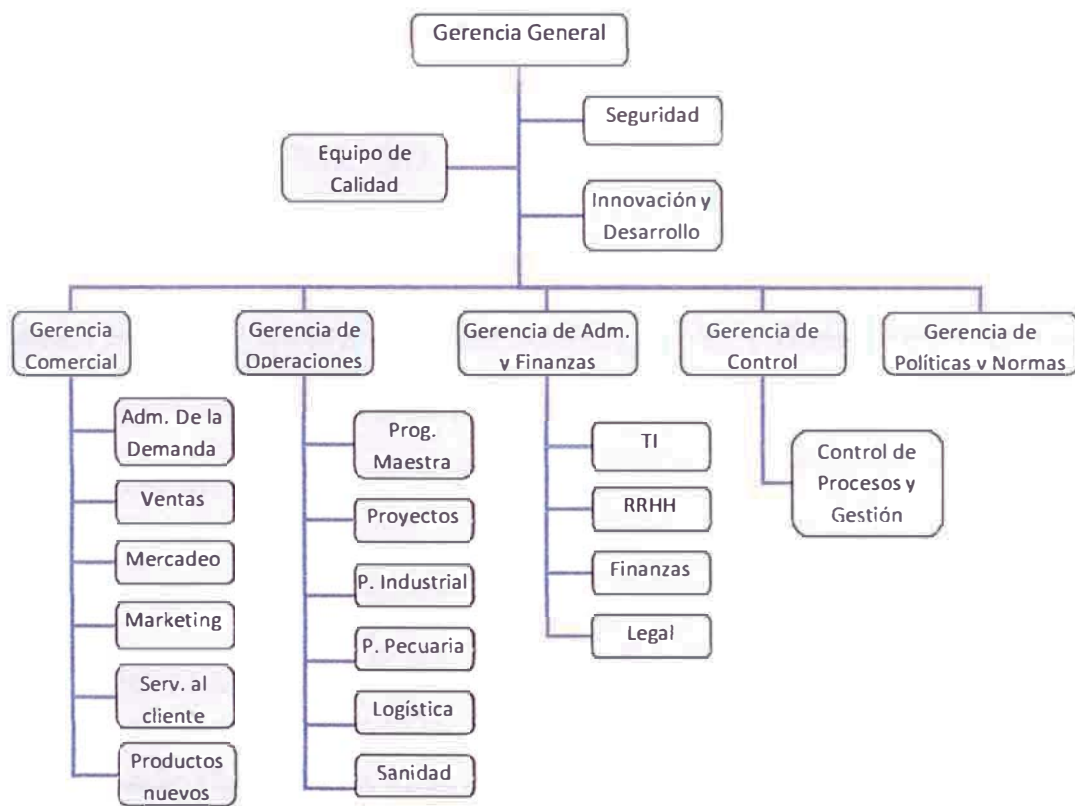 Gerencia General
Seguridad
Equipo de
Calidad
Innovación y
Desarrollo
Gerencia
Comercial
Gerencia de
Operaciones
Gerencia de Adm.
y Finanzas
Gerencia de
Control
Gerencia de
Políticas y Normas
Adm. De la
Demanda
Ventas
Mercadeo
Marketing
Serv. al
cliente
Productos
nuevos
Prog.
Maestra
Proyectos
P. Industrial
P. Pecuaria
Logística
Sanidad
TI
RRHH
Finanzas
Legal
Control de
Procesos y
Gestión